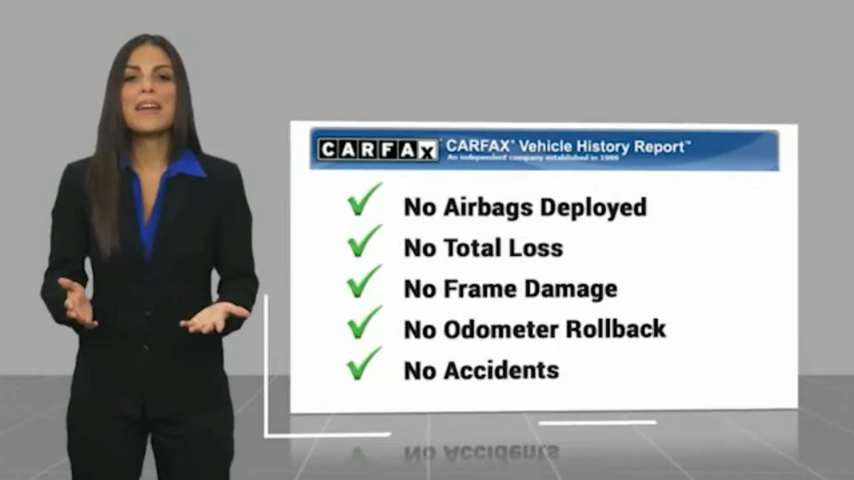 CARFAX CARFAX® Vehicle History Report™
An independent company established in 1986
No Airbags Deployed
No Total Loss
No Frame Damage
No Odometer Rollback
No Accidents
No Accidents